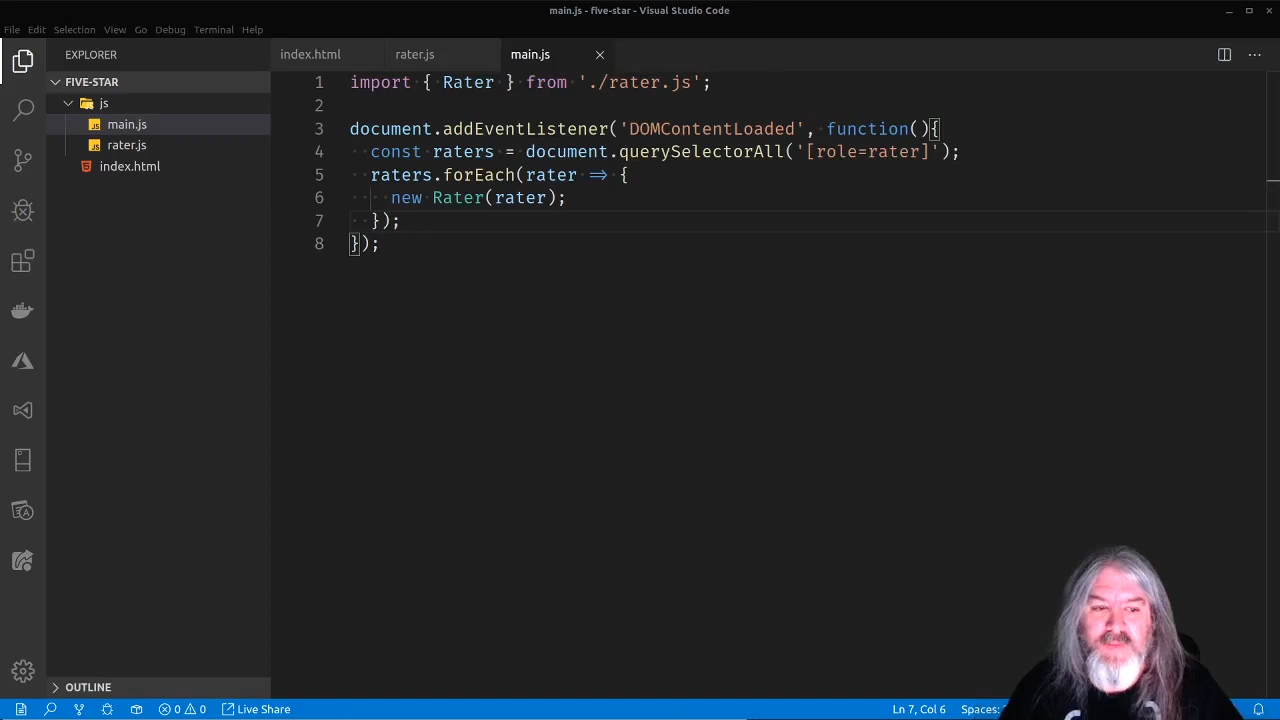 main.js - five-star - Visual Studio Code
File Edit Selection View Go Debug Terminal Help
EXPLORER
index.html rater.js main.js
FIVE-STAR
js
main.js
rater.js
index.html
1 import { Rater } from './rater.js';
2
3 document.addEventListener('DOMContentLoaded', function(){
4 const raters = document.querySelectorAll('[role=rater]');
5 raters.forEach(rater => {
6 new Rater(rater);
7 });
8 });
OUTLINE
0 0 Live Share Ln 7, Col 6 Spaces: